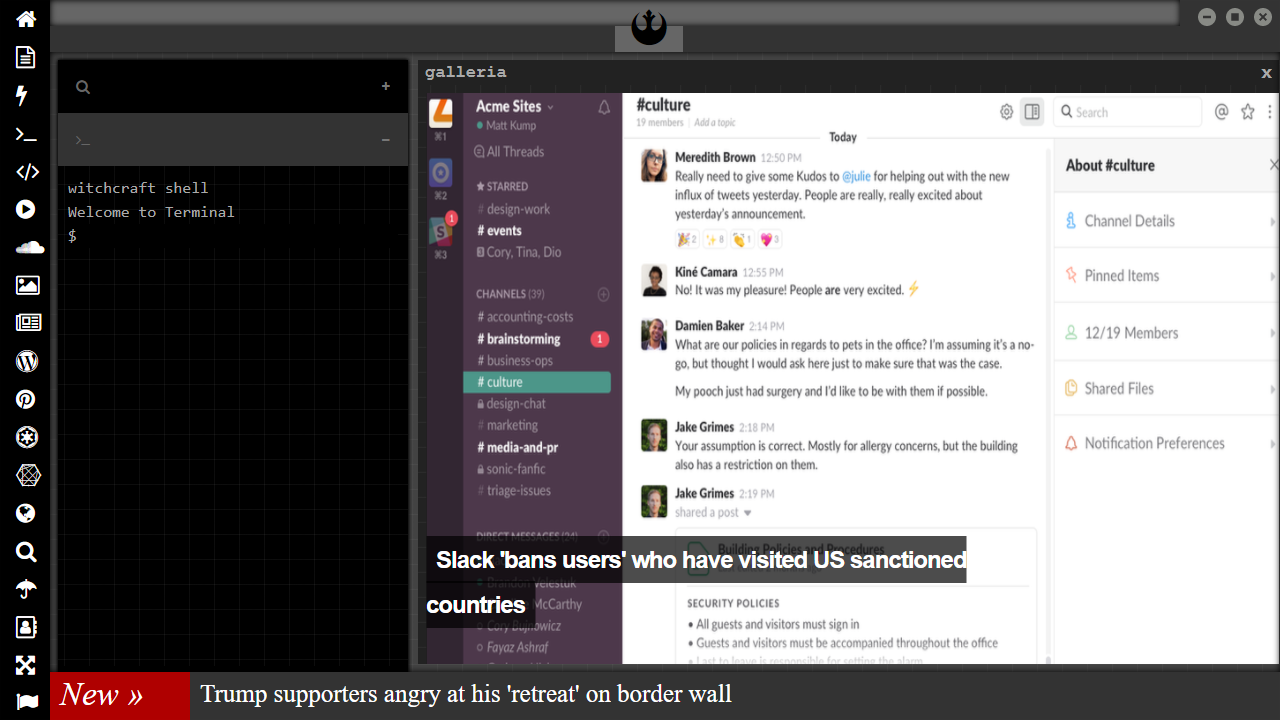 galleria
x
+
>_
−
witchcraft shell
Welcome to Terminal
$
⌘1
⌘2
1
⌘3
Acme Sites
Matt Kump
All Threads
STARRED
# design-work
# events
Cory, Tina, Dio
CHANNELS (39)
# accounting-costs
# brainstorming 1
# business-ops
# culture
design-chat
# marketing
# media-and-pr
sonic-fanfic
# triage-issues
DIRECT MESSAGES (24)
Brandon Velestuk
McCarthy
Cory Bujnowicz
Fayaz Ashraf
#culture
19 members | Add a topic
Search
@
Today
Meredith Brown 12:50 PM
Really need to give some Kudos to @julie for helping out with the new
influx of tweets yesterday. People are really, really excited about
yesterday's announcement.
2 8 1 3
Kiné Camara 12:55 PM
No! It was my pleasure! People are very excited.
Damien Baker 2:14 PM
What are our policies in regards to pets in the office? I'm assuming it's a no-
go, but thought I would ask here just to make sure that was the case.
My pooch just had surgery and I'd like to be with them if possible.
Jake Grimes 2:18 PM
Your assumption is correct. Mostly for allergy concerns, but the building
also has a restriction on them.
Jake Grimes 2:19 PM
shared a post
Building Policies and Procedures
SECURITY POLICIES
• All guests and visitors must sign in
• Guests and visitors must be accompanied throughout the office
• Last to leave is responsible for setting the alarm
About #culture
Channel Details
Pinned Items
12/19 Members
Shared Files
Notification Preferences
Slack 'bans users' who have visited US sanctioned
countries
New »
Trump supporters angry at his 'retreat' on border wall